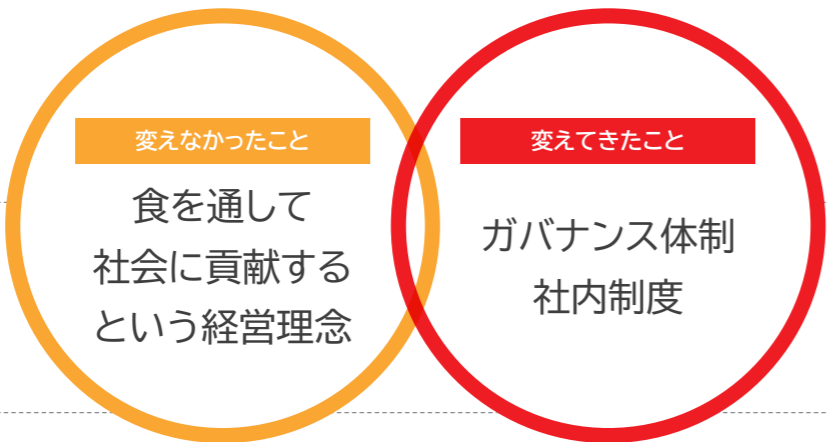 変えなかったこと
食を通して
社会に貢献する
という経営理念
変えてきたこと
ガバナンス体制
社内制度